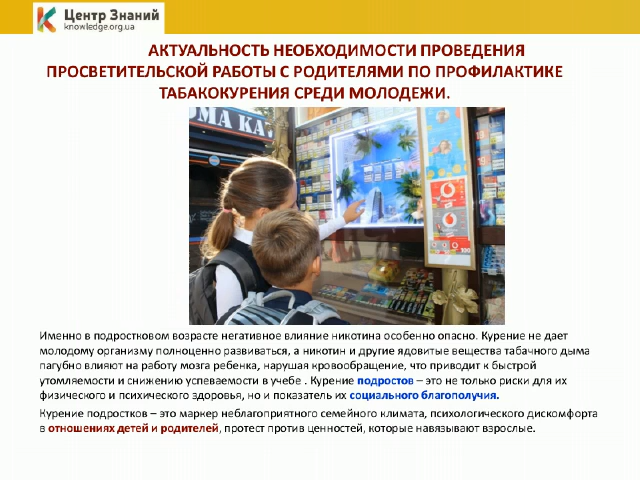 Центр Знаний
knowledge.org.ua
АКТУАЛЬНОСТЬ НЕОБХОДИМОСТИ ПРОВЕДЕНИЯ
ПРОСВЕТИТЕЛЬСКОЙ РАБОТЫ С РОДИТЕЛЯМИ ПО ПРОФИЛАКТИКЕ
ТАБАКОКУРЕНИЯ СРЕДИ МОЛОДЕЖИ.
ОМА КА
Именно в подростковом возрасте негативное влияние никотина особенно опасно. Курение не дает
молодому организму полноценно развиваться, а никотин и другие ядовитые вещества табачного дыма
пагубно влияют на работу мозга ребенка, нарушая кровообращение, что приводит к быстрой
утомляемости и снижению успеваемости в учебе . Курение подростов – это не только риски для их
физического и психического здоровья, но и показатель их социального благополучия.
Курение подростков – это маркер неблагоприятного семейного климата, психологического дискомфорта
в отношениях детей и родителей, протест против ценностей, которые навязывают взрослые.